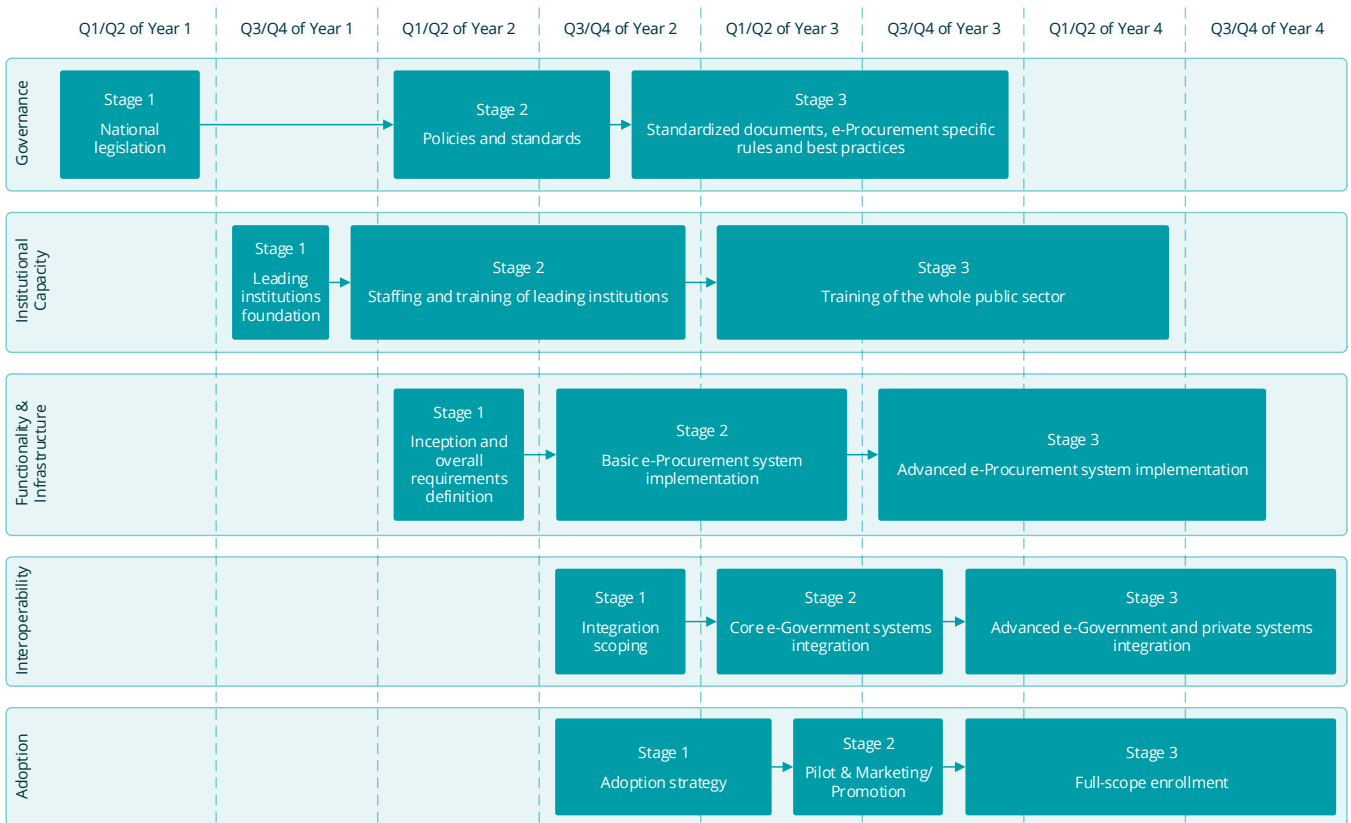 Q1/Q2 of Year 1
Q3/Q4 of Year 1
Q1/Q2 of Year 2
Q3/Q4 of Year 2
Q1/Q2 of Year 3
Q3/Q4 of Year 3
Q1/Q2 of Year 4
Q3/Q4 of Year 4
Governance
Stage 1
National
legislation
Stage 2
Policies and standards
Stage 3
Standardized documents, e-Procurement specific
rules and best practices
Institutional
Capacity
Stage 1
Leading
institutions
foundation
Stage 2
Staffing and training of leading institutions
Stage 3
Training of the whole public sector
Functionality &
Infrastructure
Stage 1
Inception and
overall
requirements
definition
Stage 2
Basic e-Procurement system
implementation
Stage 3
Advanced e-Procurement system implementation
Interoperability
Stage 1
Integration
scoping
Stage 2
Core e-Government systems
integration
Stage 3
Advanced e-Government and private systems
integration
Adoption
Stage 1
Adoption strategy
Stage 2
Pilot & Marketing/
Promotion
Stage 3
Full-scope enrollment